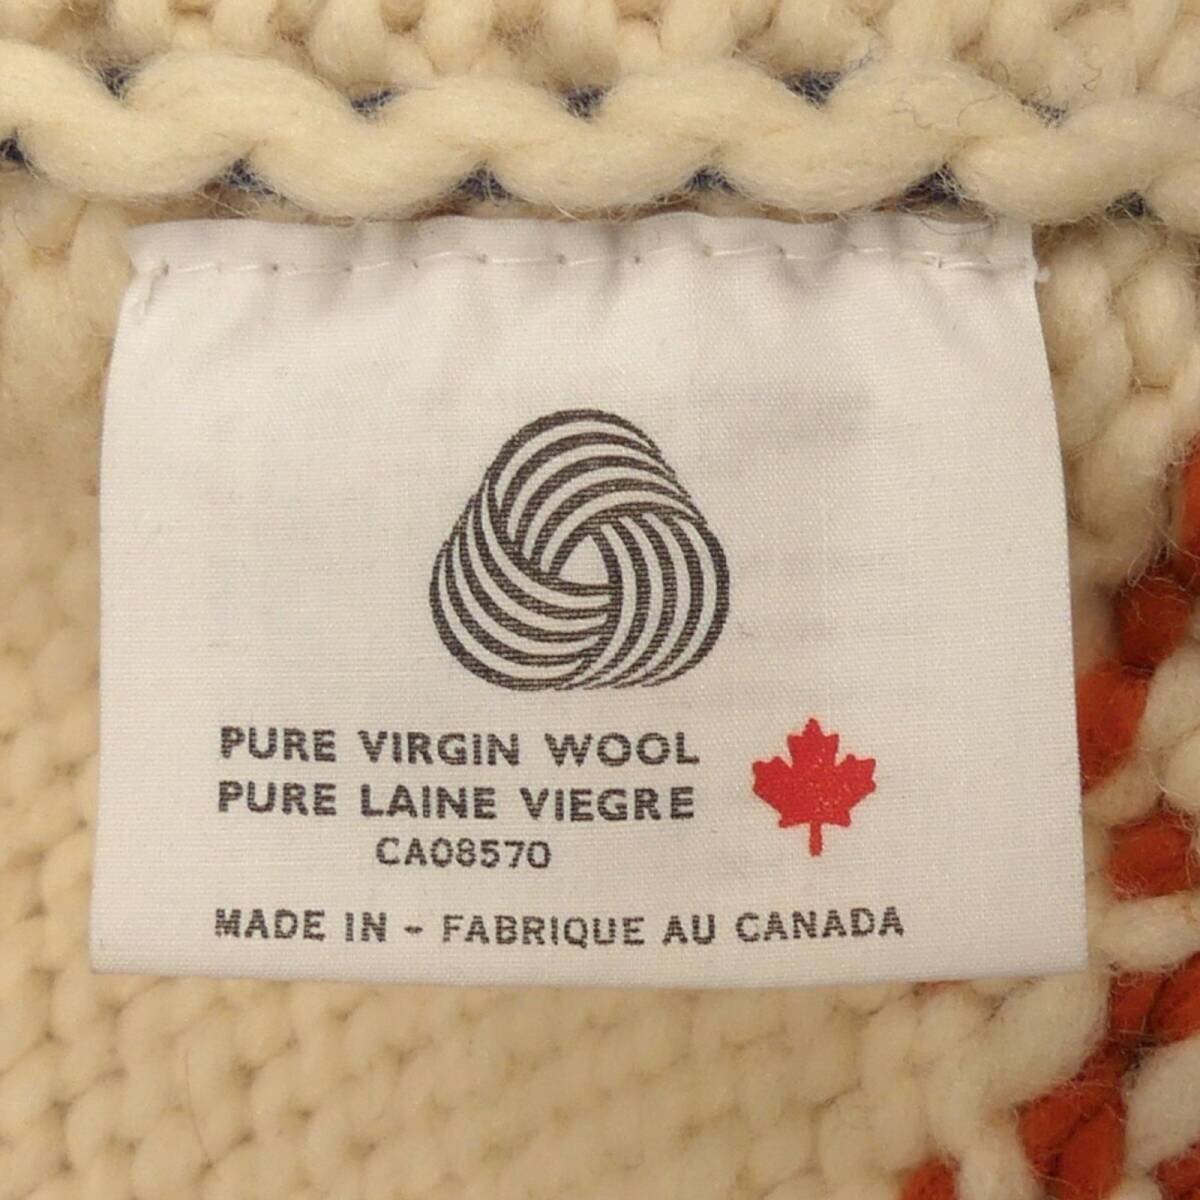 PURE VIRGIN WOOL
PURE LAINE VIEGRE
CA08570
MADE IN - FABRIQUE AU CANADA